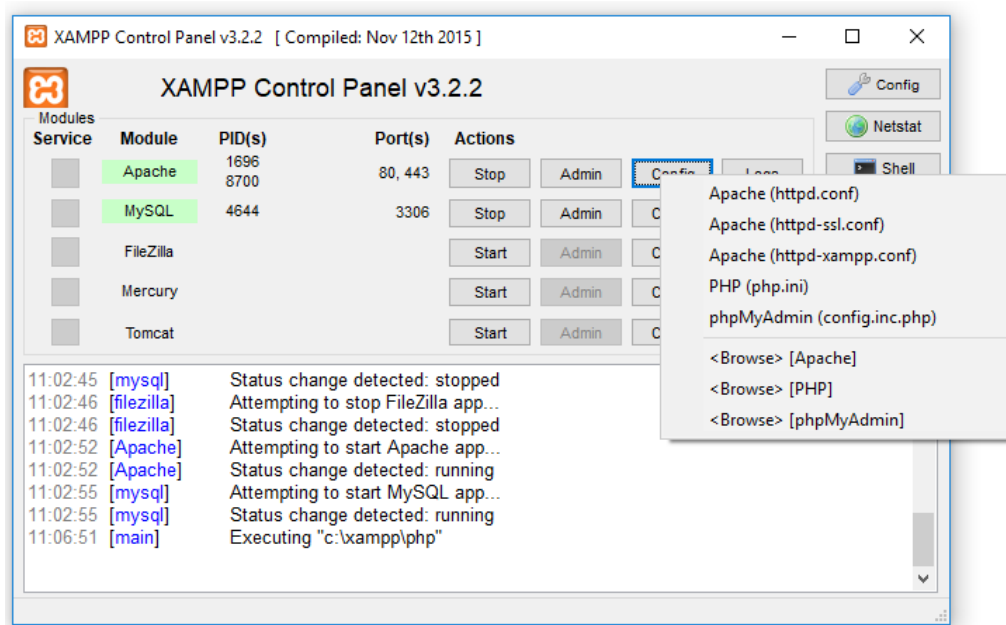 XAMPP Control Panel v3.2.2 [ Compiled: Nov 12th 2015 ]
XAMPP Control Panel v3.2.2
Config
Netstat
Shell
Modules
Service Module PID(s) Port(s) Actions
Apache 1696 8700 80, 443 Stop Admin Config Logs
MySQL 4644 3306 Stop Admin
FileZilla Start Admin
Mercury Start Admin
Tomcat Start Admin
Apache (httpd.conf)
Apache (httpd-ssl.conf)
Apache (httpd-xampp.conf)
PHP (php.ini)
phpMyAdmin (config.inc.php)
<Browse> [Apache]
<Browse> [PHP]
<Browse> [phpMyAdmin]
11:02:45 [mysql] Status change detected: stopped
11:02:46 [filezilla] Attempting to stop FileZilla app...
11:02:46 [filezilla] Status change detected: stopped
11:02:52 [Apache] Attempting to start Apache app...
11:02:52 [Apache] Status change detected: running
11:02:55 [mysql] Attempting to start MySQL app...
11:02:55 [mysql] Status change detected: running
11:06:51 [main] Executing "c:\xampp\php"